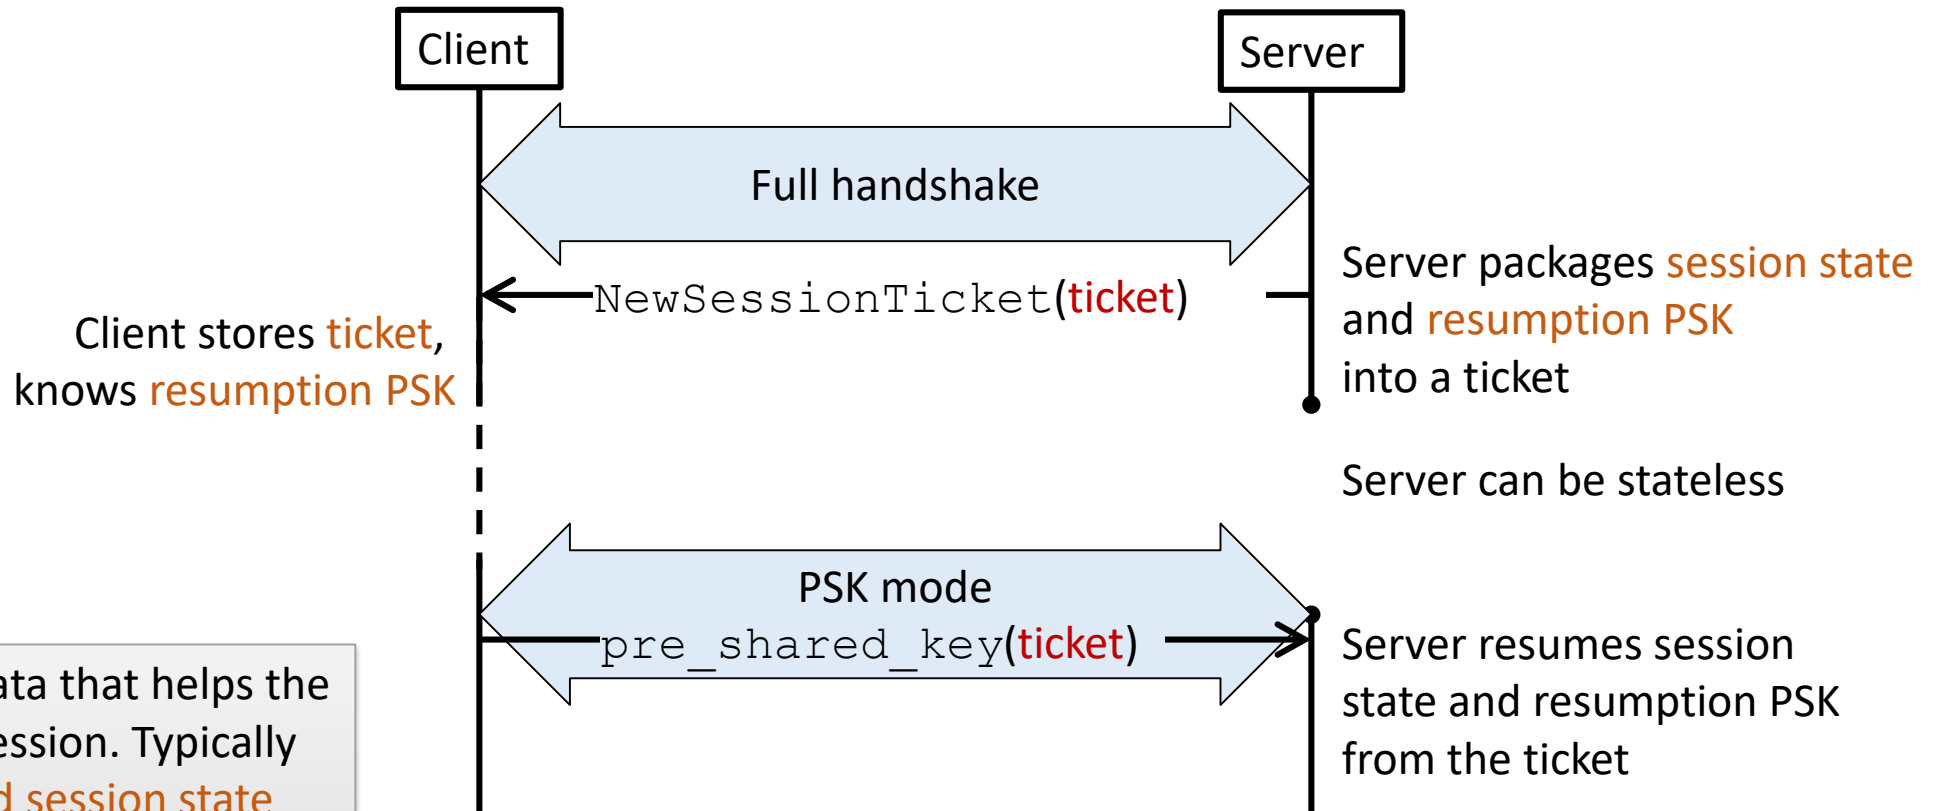 Client
Server
Full handshake
NewSessionTicket(ticket)
Server packages session state
and resumption PSK
into a ticket
Client stores ticket,
knows resumption PSK
Server can be stateless
PSK mode
pre_shared_key(ticket)
Server resumes session
state and resumption PSK
from the ticket
that helps the
Typically
session state